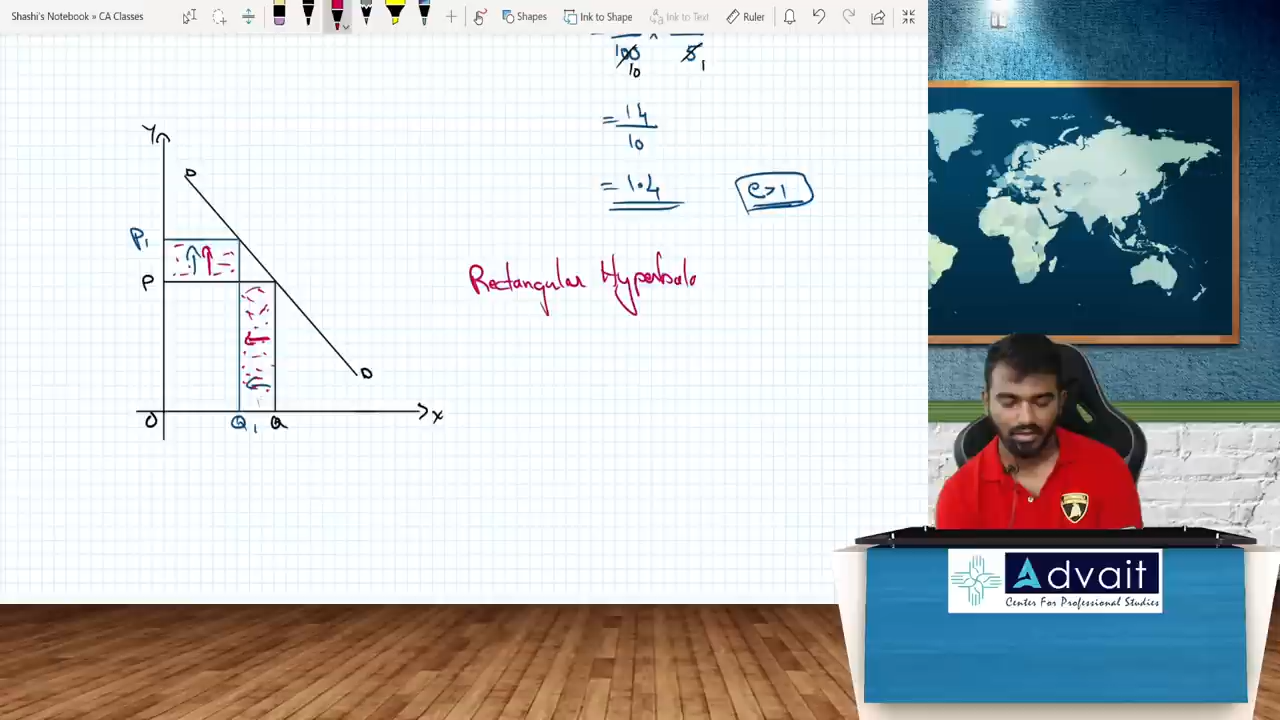 Shashi's Notebook » CA Classes
Shapes
Ink to Shape
Ink to Text
Ruler
100 5
10 1
= 14
10
= 1.4
e>1
Y
D
P1
P
Rectangular Hyperbola
D
O
Q1
Q
X
Advait
Center For Professional Studies